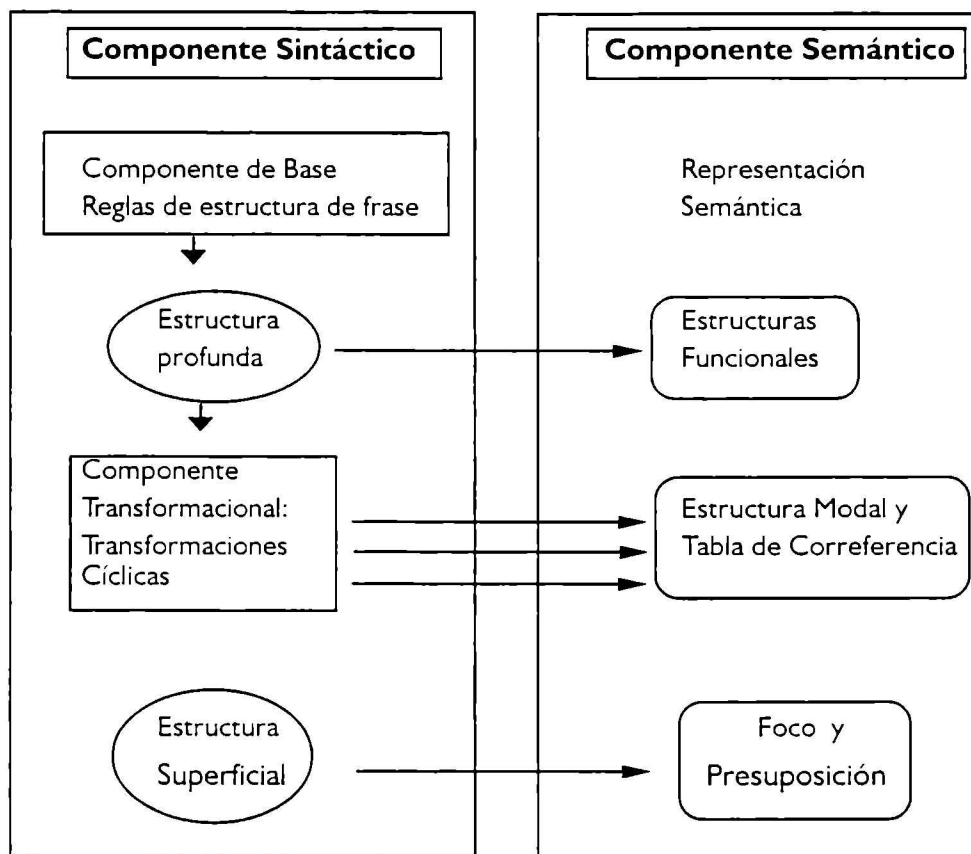 Componente Sintáctico
Componente de Base
Reglas de estructura de frase
Estructura
profunda
Componente
Transformacional:
Transformaciones
Cíclicas
Estructura
Superficial
Componente Semántico
Representación
Semántica
Estructuras
Funcionales
Estructura Modal y
Tabla de Correferencia
Foco y
Presuposición